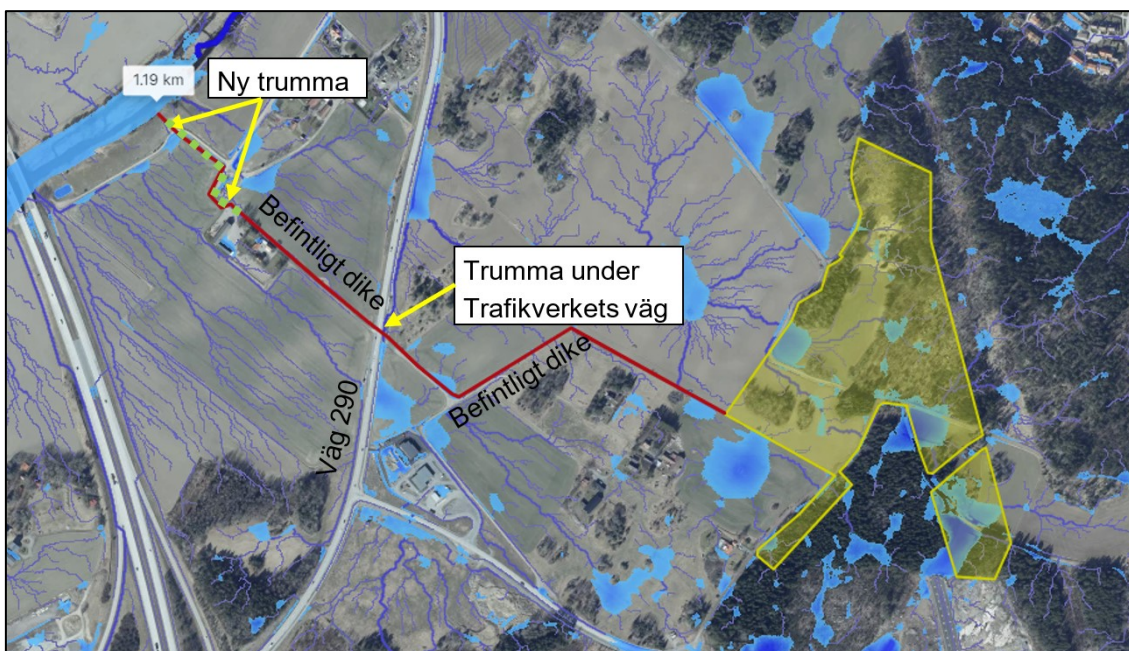 1.19 km
Ny trumma
Befintligt dike
Trumma under
Trafikverkets väg
Befintligt dike
Väg 290